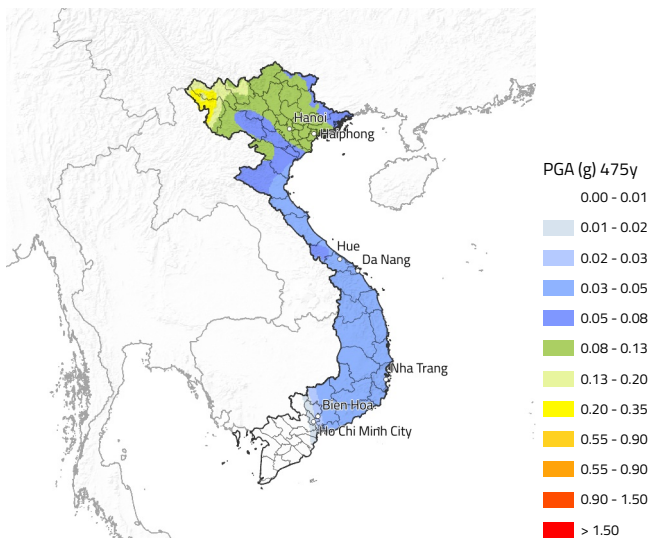 Hanoi
Haiphong
Hue
Da Nang
Nha Trang
Bien Hoa
Ho Chi Minh City
PGA (g) 475y
0.00 - 0.01
0.01 - 0.02
0.02 - 0.03
0.03 - 0.05
0.05 - 0.08
0.08 - 0.13
0.13 - 0.20
0.20 - 0.35
0.55 - 0.90
0.55 - 0.90
0.90 - 1.50
> 1.50